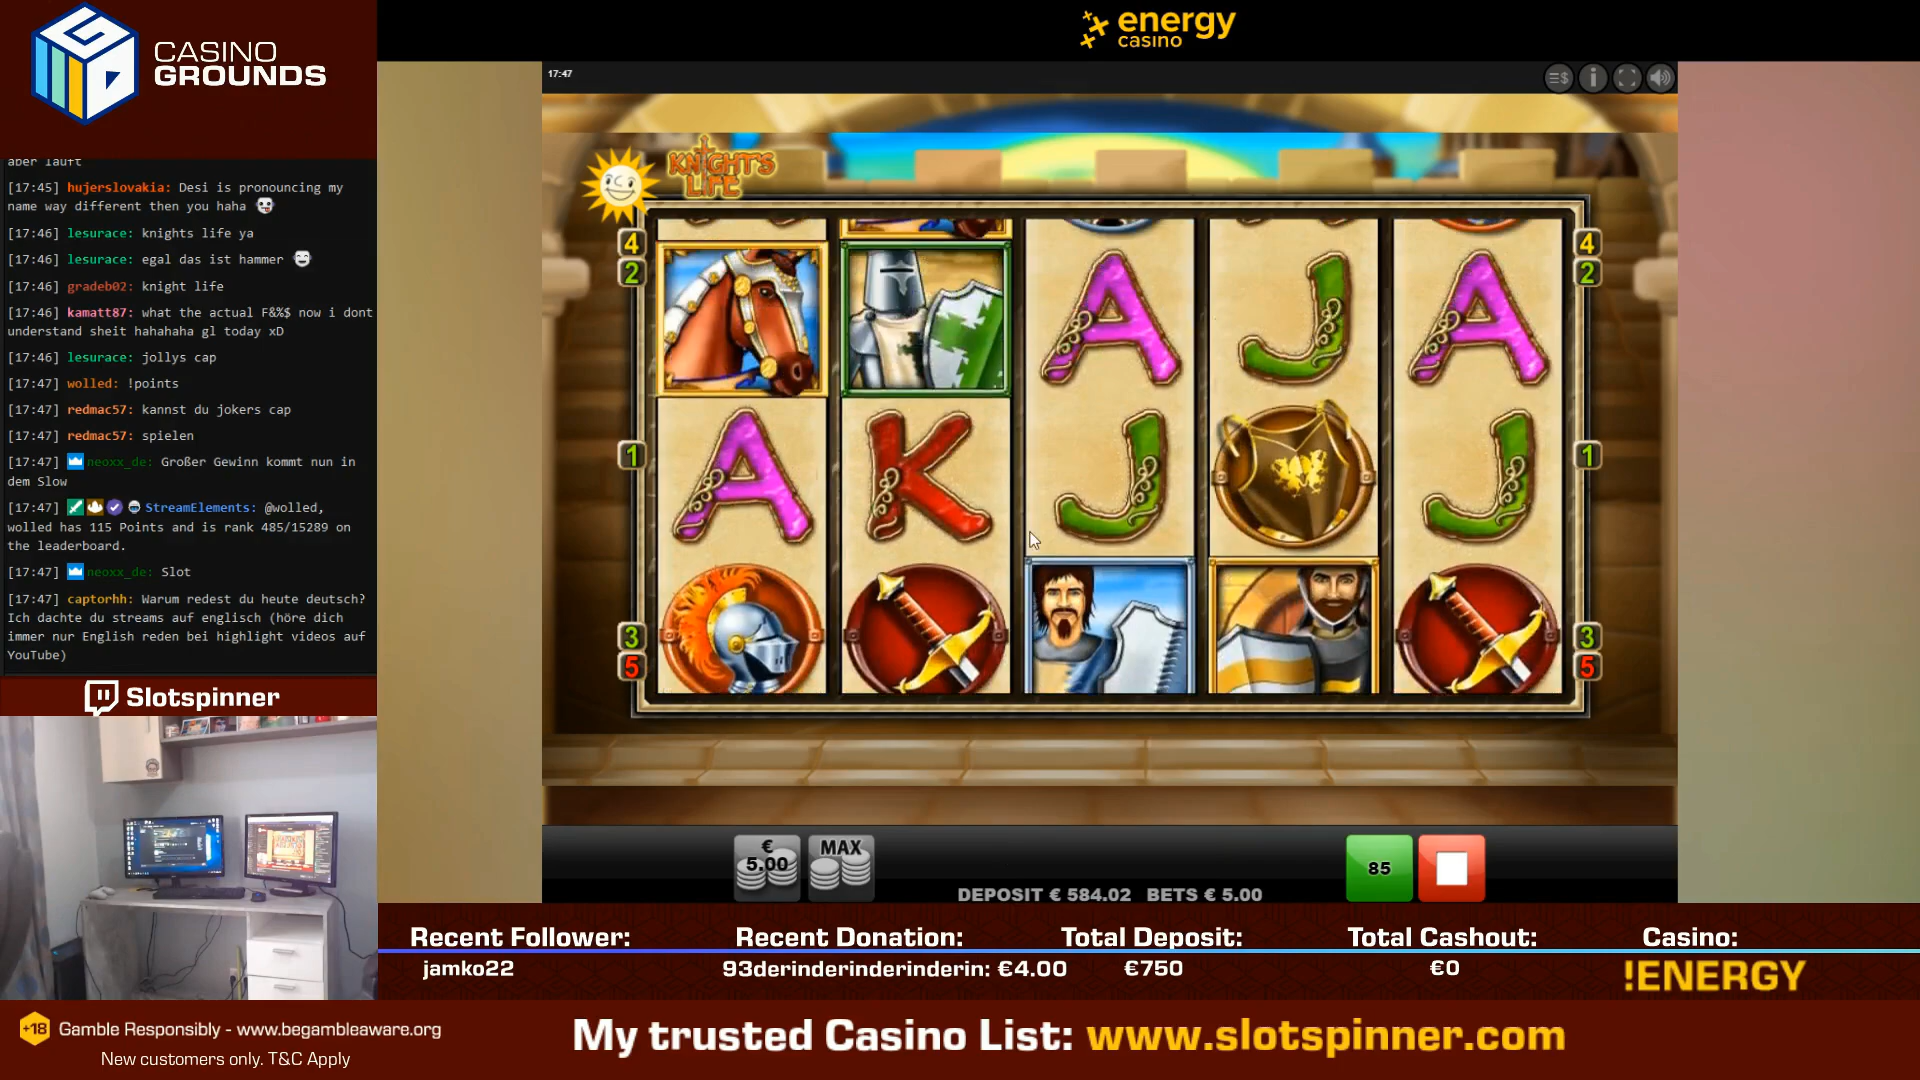 CASINO
GROUNDS
aber lauft
[17:45] hujerslovakia: Desi is pronouncing my
name way different then you haha
[17:46] lesurace: knights life ya
[17:46] lesurace: egal das ist hammer
[17:46] gradeb02: knight life
[17:46] kamatt87: what the actual F&%$ now i dont
understand sheit hahahaha gl today xD
[17:46] lesurace: jollys cap
[17:47] wolled: !points
[17:47] redmac57: kannst du jokers cap
[17:47] redmac57: spielen
[17:47] neoxx_de: Großer Gewinn kommt nun in
dem Slow
[17:47] StreamElements: @wolled,
wolled has 115 Points and is rank 485/15289 on
the leaderboard.
[17:47] neoxx_de: Slot
[17:47] captorhh: Warum redest du heute deutsch?
Ich dachte du streams auf englisch (höre dich
immer nur English reden bei highlight videos auf
YouTube)
Slotspinner
energy
casino
17:47
KNIGHT'S
LIFE
4
2
A
J
A
4
2
1
A
K
J
J
1
3
5
3
5
€
5.00
MAX
DEPOSIT € 584.02 BETS € 5.00
85
Recent Follower:
jamko22
Recent Donation:
93derinderinderinderin: €4.00
Total Deposit:
€750
Total Cashout:
€0
Casino:
!ENERGY
+18 Gamble Responsibly - www.begambleaware.org
New customers only. T&C Apply
My trusted Casino List: www.slotspinner.com